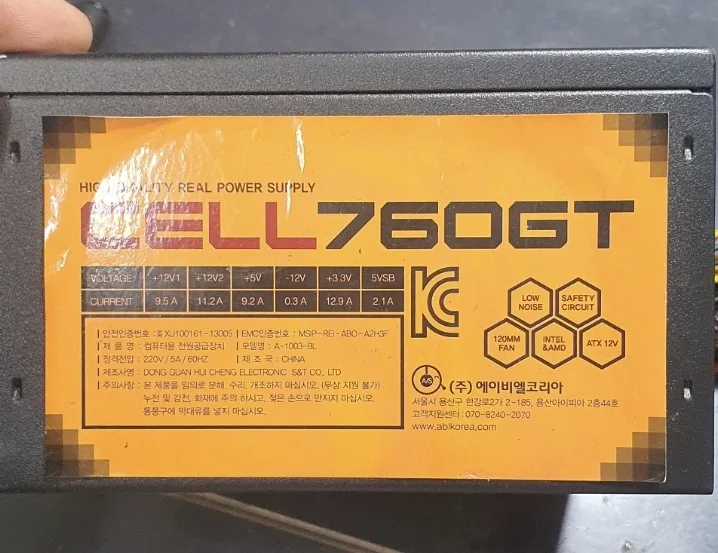 HIGH QUALITY REAL POWER SUPPLY
CELL760GT
VOLTAGE +12V1 +12V2 +5V -12V +3.3V 5VSB
CURRENT 9.5 A 11.2 A 9.2 A 0.3 A 12.9 A 2.1 A
KC
LOW NOISE
SAFETY CIRCUIT
120MM FAN
INTEL &AMD
ATX 12V
안전인증번호 : XU100161-13005 | EMC인증번호 : MSP-REI-ABO-A2H3F
제 품 명 : 컴퓨터용 전원공급장치 | 모델명 : A-1003-BL
정격전압 : 220V / 5A / 60HZ | 제 조 국 : CHINA
제조사명 : DONG GUAN HUI CHENG ELECTRONIC S&T CO., LTD
주의사항 : 본 제품을 임의로 분해, 수리, 개조하지 마십시오. (무상 지원 불가)
누전 및 감전, 화재에 주의 하시고, 젖은 손으로 만지지 마십시오.
통풍구에 막대류를 넣지 마십시오.
A/S
(주) 에이비엘코리아
서울시 용산구 한강로2가 2-185, 용산아이피아 2층44호
고객지원센터 : 070-8240-2070
www.ablkorea.com